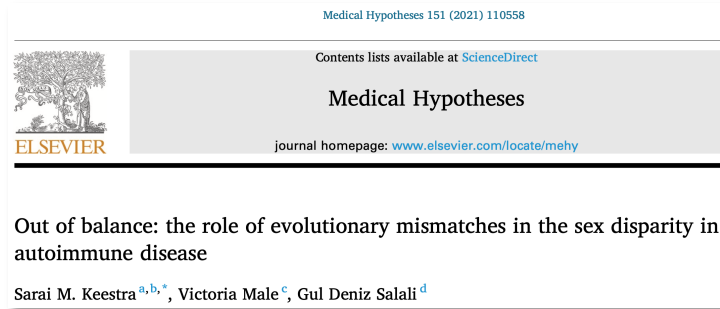 Medical Hypotheses 151 (2021) 110558
Contents lists available at ScienceDirect
Medical Hypotheses
ELSEVIER
journal homepage: www.elsevier.com/locate/mehy
Out of balance: the role of evolutionary mismatches in the sex disparity in
autoimmune disease
Sarai M. Keestra a,b,*, Victoria Male c, Gul Deniz Salali d